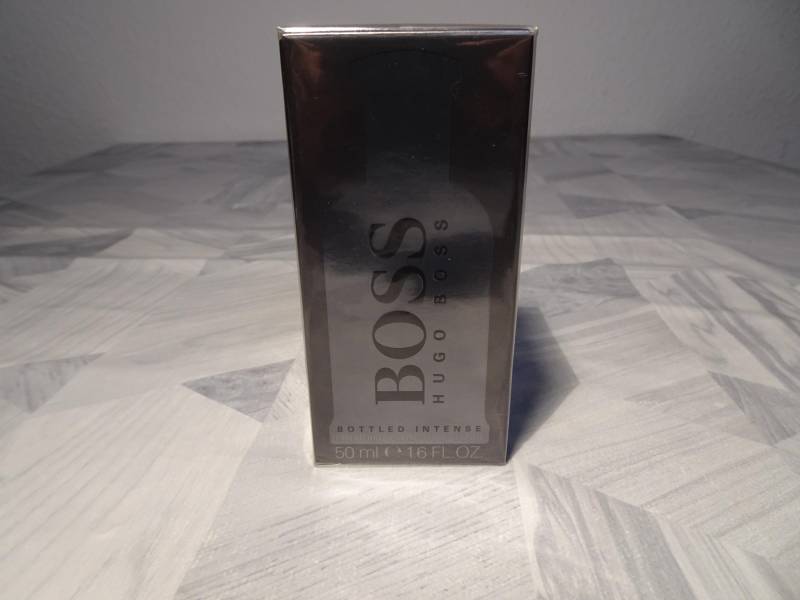 BOSS
HUGO BOSS
BOTTLED INTENSE
50 ml ℮ 1.6 FL.OZ